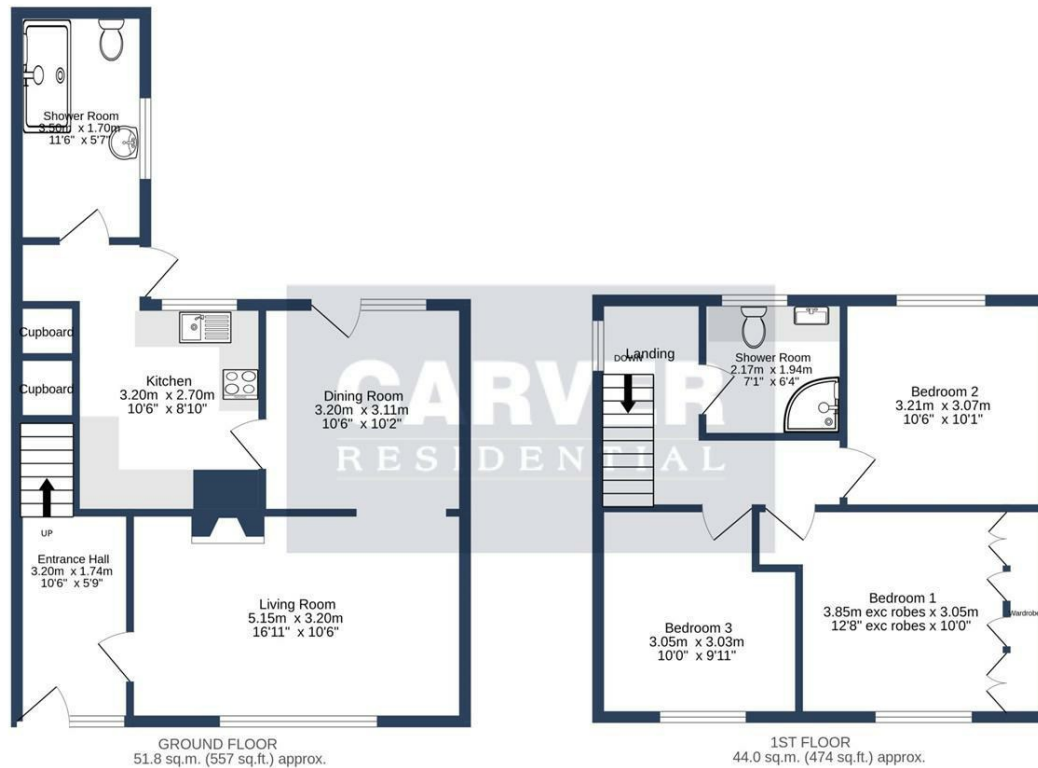 Shower Room
3.50m x 1.70m
11'6" x 5'7"
Cupboard
Cupboard
Kitchen
3.20m x 2.70m
10'6" x 8'10"
Dining Room
3.20m x 3.11m
10'6" x 10'2"
UP
Entrance Hall
3.20m x 1.74m
10'6" x 5'9"
Living Room
5.15m x 3.20m
16'11" x 10'6"
GROUND FLOOR
51.8 sq.m. (557 sq.ft.) approx.
CARVER
RESIDENTIAL
Landing
DOWN
Shower Room
2.17m x 1.94m
7'1" x 6'4"
Bedroom 2
3.21m x 3.07m
10'6" x 10'1"
Bedroom 3
3.05m x 3.03m
10'0" x 9'11"
Bedroom 1
3.85m exc robes x 3.05m
12'8" exc robes x 10'0"
Wardrobe
1ST FLOOR
44.0 sq.m. (474 sq.ft.) approx.